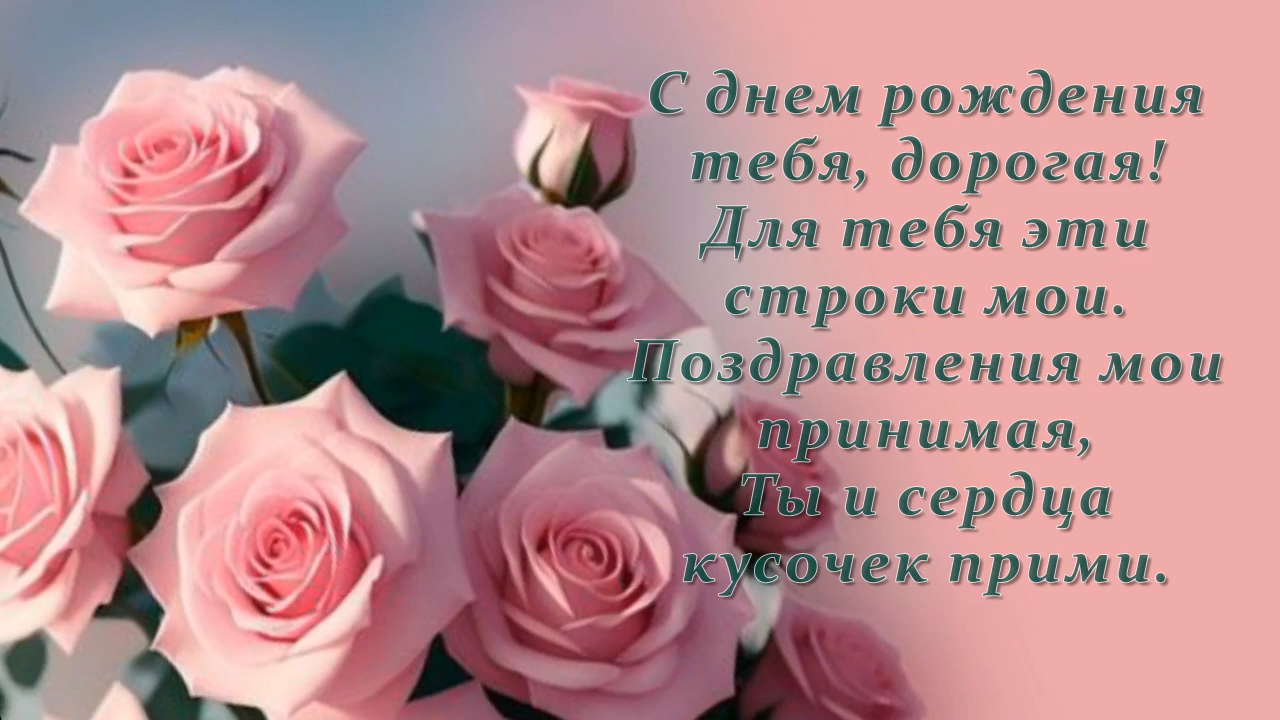 С днем рождения
тебя, дорогая!
Для тебя эти
строки мои.
Поздравления мои
принимая,
Ты и сердца
кусочек прими.